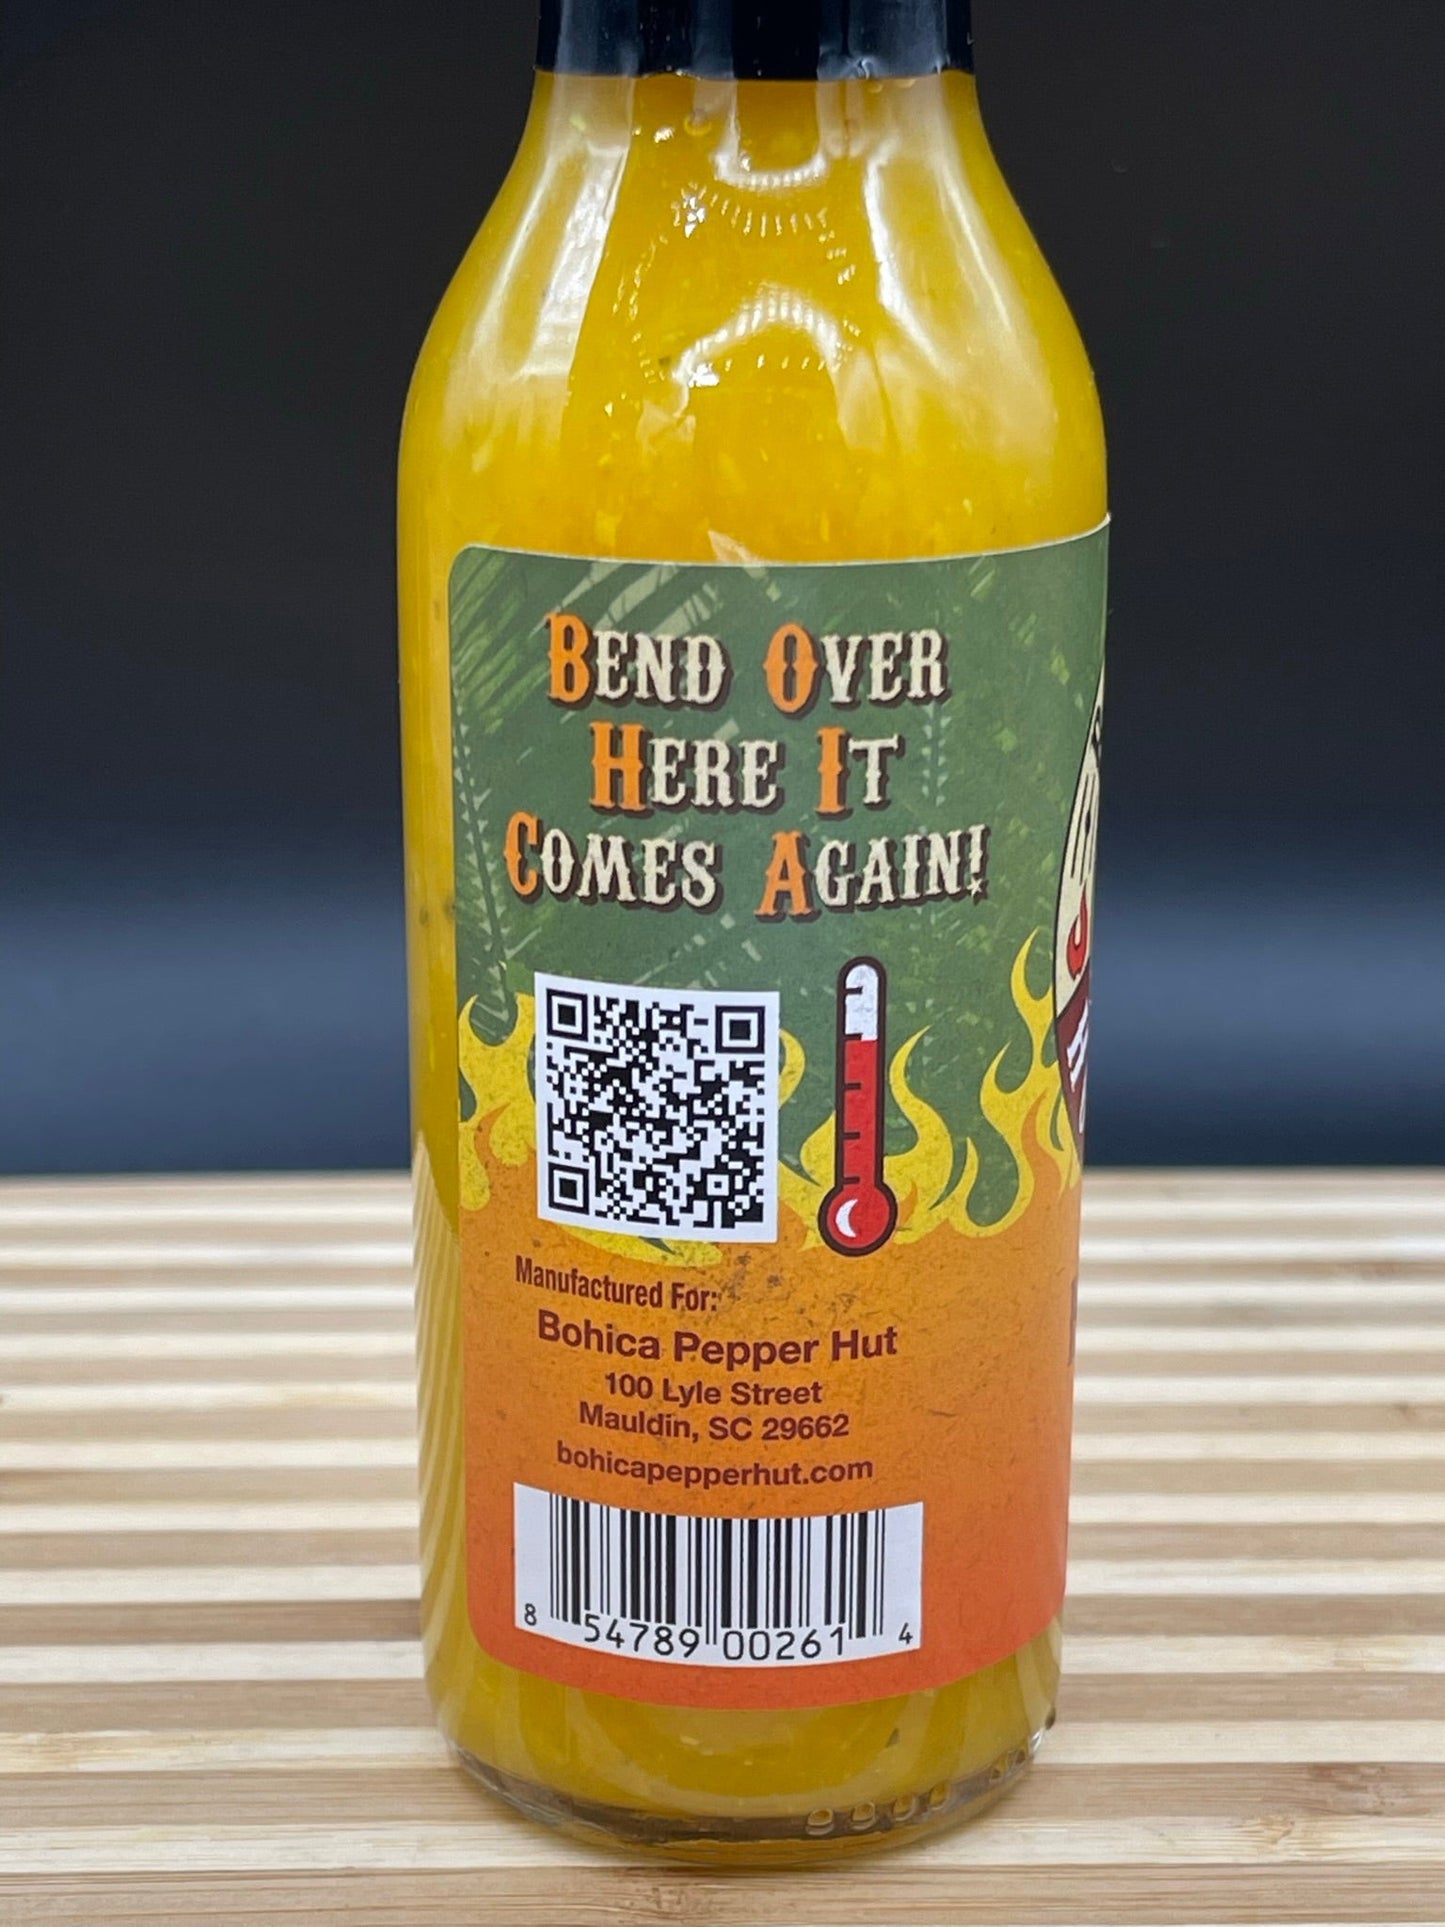 Bend Over
Here It
Comes Again!
Manufactured For:
Bohica Pepper Hut
100 Lyle Street
Mauldin, SC 29662
bohicapepperhut.com
8 54789 00261 4